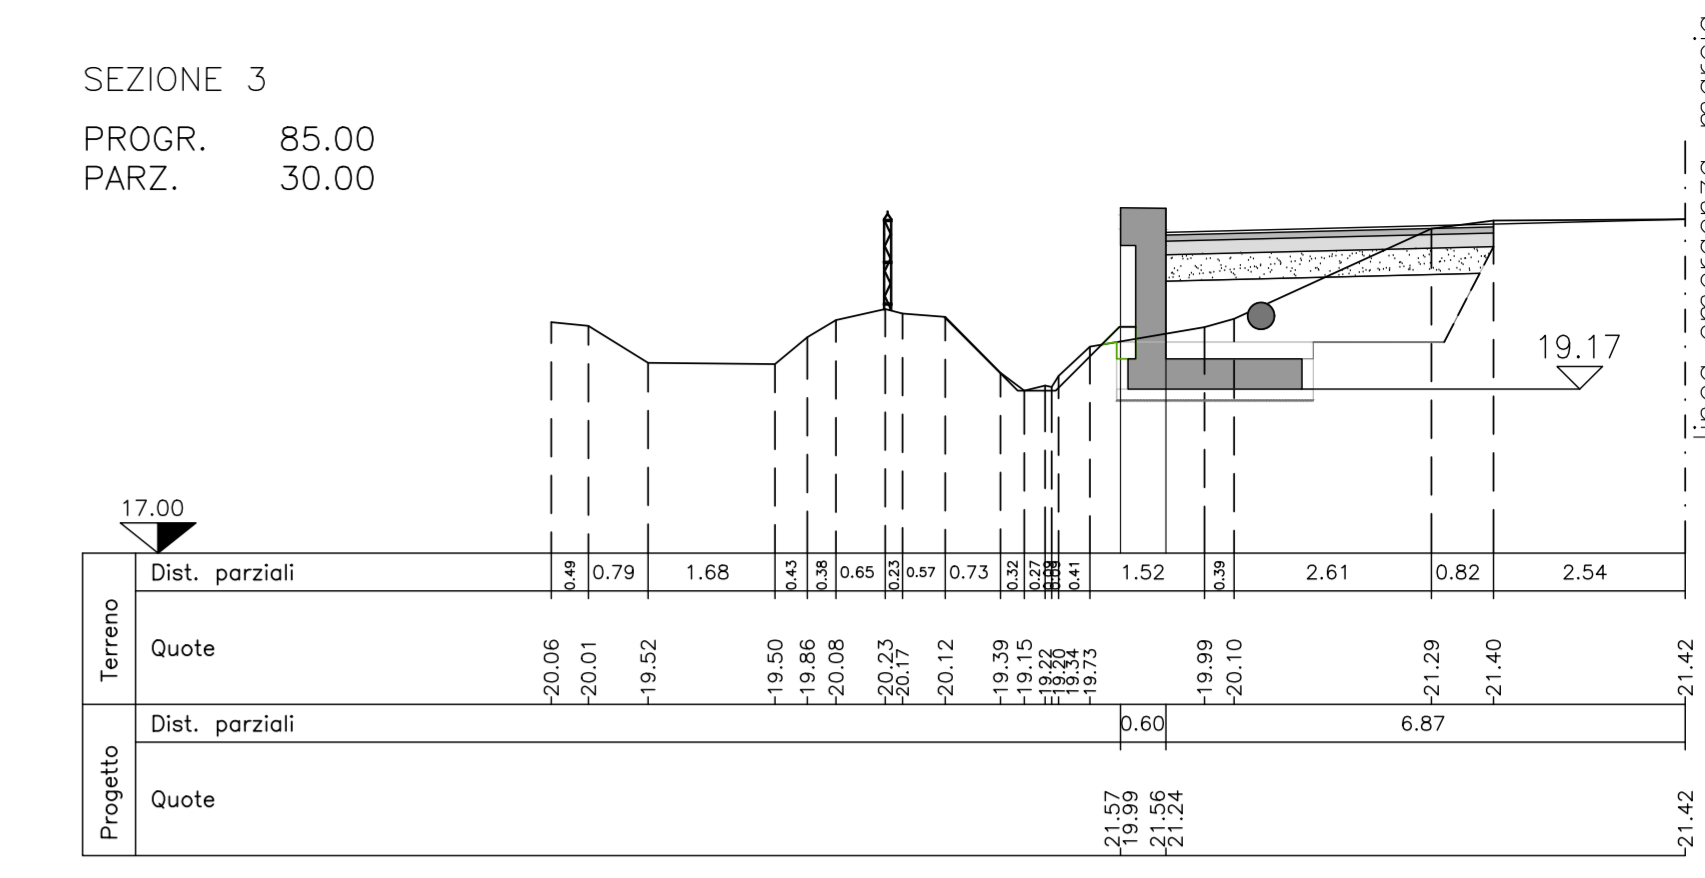 SEZIONE 3
PROGR. 85.00
PARZ. 30.00
linea emergenza marcia
19.17
17.00
Terreno
Dist. parziali 0.49 0.79 1.68 0.43 0.38 0.65 0.23 0.57 0.73 0.32 0.27 0.09 0.41 1.52 0.39 2.61 0.82 2.54
Quote 20.06 20.01 19.52 19.50 19.86 20.08 20.23 20.17 20.12 19.39 19.15 19.22 19.20 19.34 19.73 19.99 20.10 21.29 21.40 21.42
Progetto
Dist. parziali 0.60 6.87
Quote 21.57 19.99 21.56 21.24 21.42